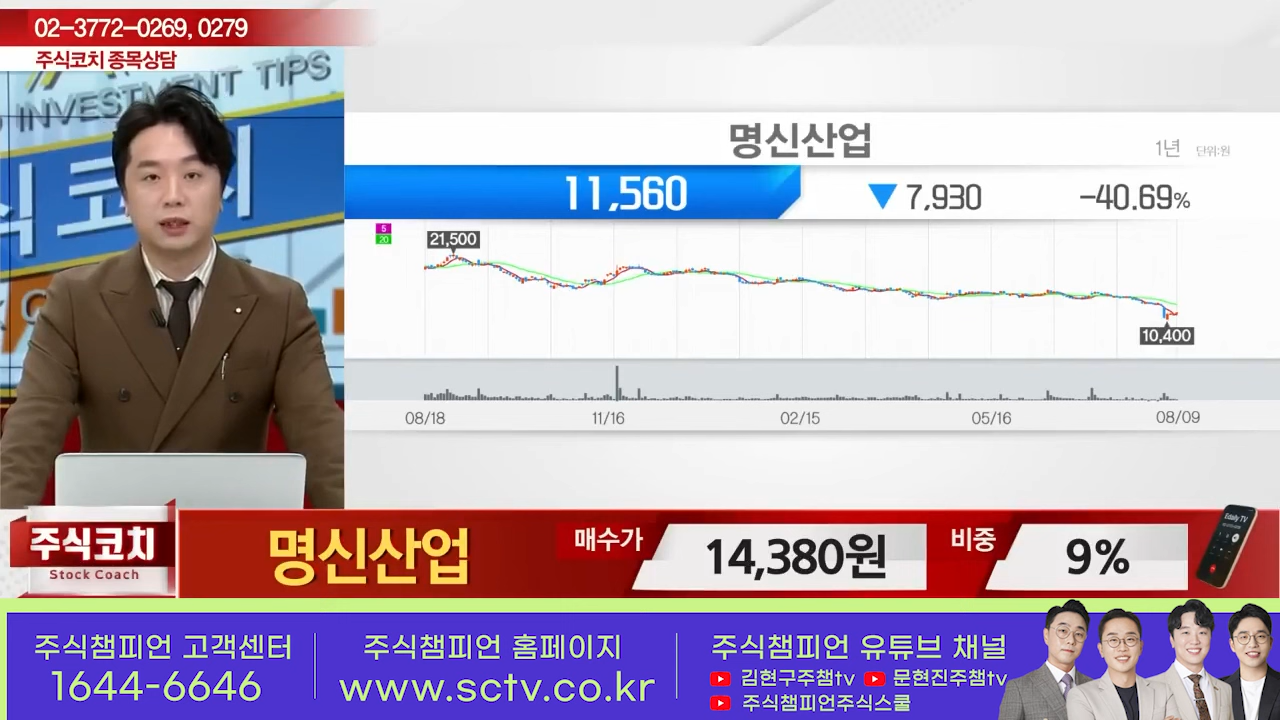 02-3772-0269, 0279
주식코치 종목상담
INVESTMENT TIPS
식코치
명신산업
1년 단위:원
11,560 ▼ 7,930 -40.69%
5
20
21,500
10,400
08/18 11/16 02/15 05/16 08/09
주식코치
Stock Coach
명신산업 매수가 14,380원 비중 9%
Edaily TV
주식챔피언 고객센터
1644-6646
주식챔피언 홈페이지
www.sctv.co.kr
주식챔피언 유튜브 채널
김현구주챔tv 문현진주챔tv
주식챔피언주식스쿨